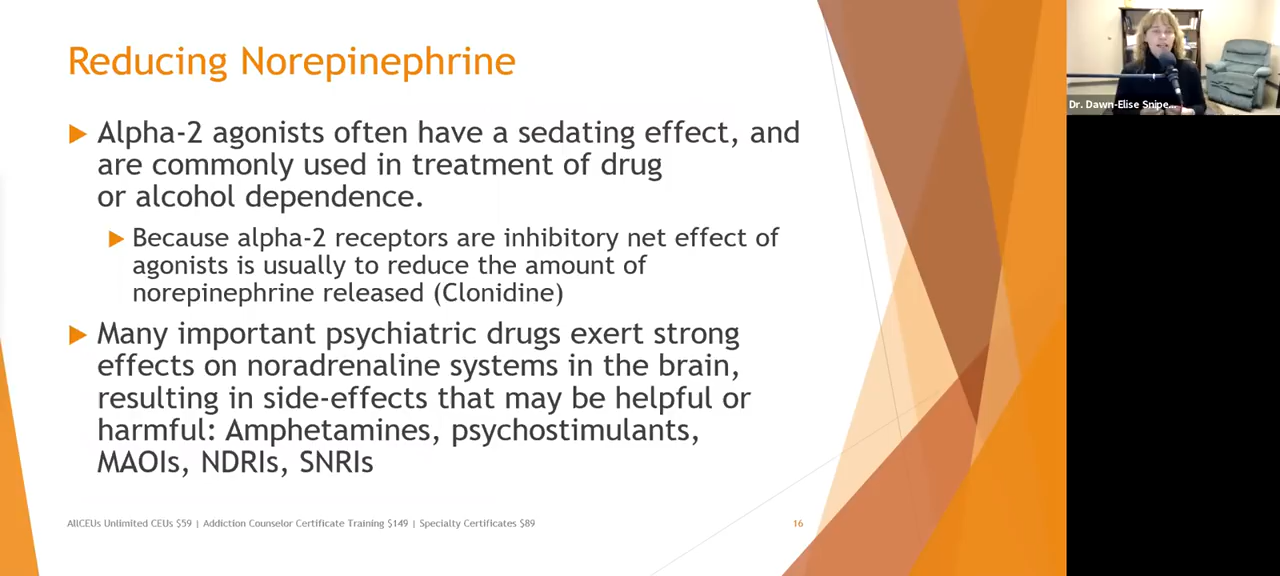 Reducing Norepinephrine
Alpha-2 agonists often have a sedating effect, and
are commonly used in treatment of drug
or alcohol dependence.
Because alpha-2 receptors are inhibitory net effect of
agonists is usually to reduce the amount of
norepinephrine released (Clonidine)
Many important psychiatric drugs exert strong
effects on noradrenaline systems in the brain,
resulting in side-effects that may be helpful or
harmful: Amphetamines, psychostimulants,
MAOIs, NDRIs, SNRIs
AllCEUs Unlimited CEUs $59 | Addiction Counselor Certificate Training $149 | Specialty Certificates $89
16
Dr. Dawn-Elise Snipe...